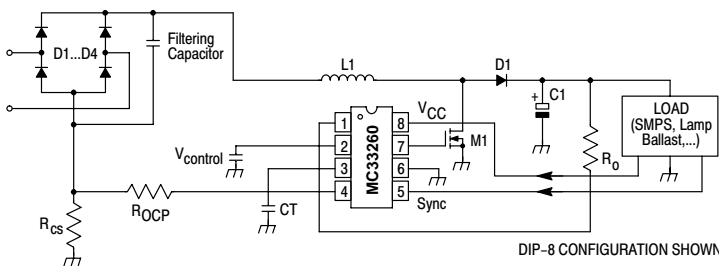 D1...D4
Filtering
Capacitor
L1
D1
+
C1
LOAD
(SMPS, Lamp
Ballast,...)
VCC
1
2
3
4
MC33260
8
7
6
5
M1
Vcontrol
Ro
Sync
CT
ROCP
Rcs
DIP–8 CONFIGURATION SHOWN